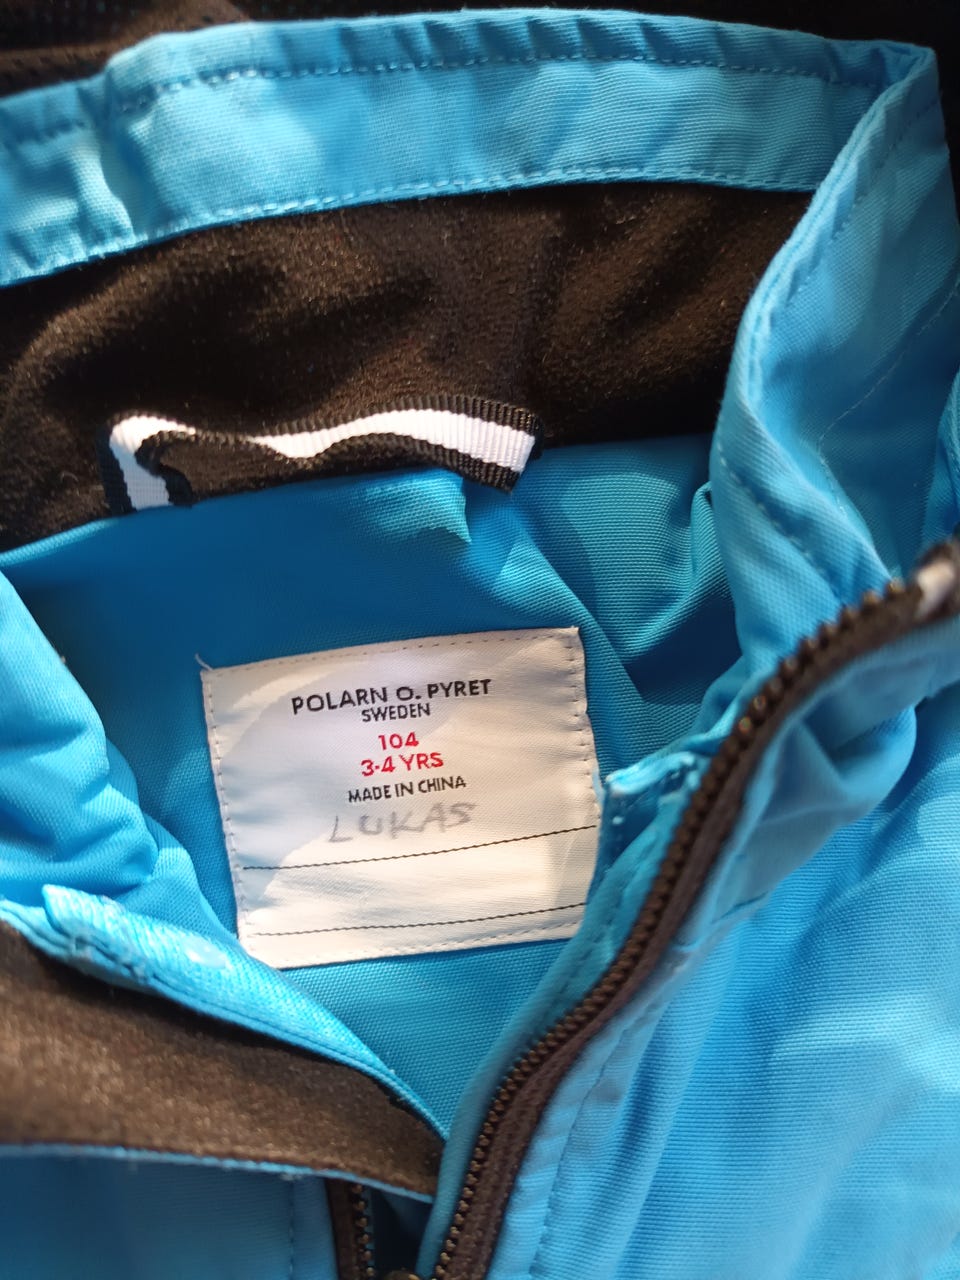 POLARN O. PYRET
SWEDEN
104
3-4 YRS
MADE IN CHINA
LUKAS